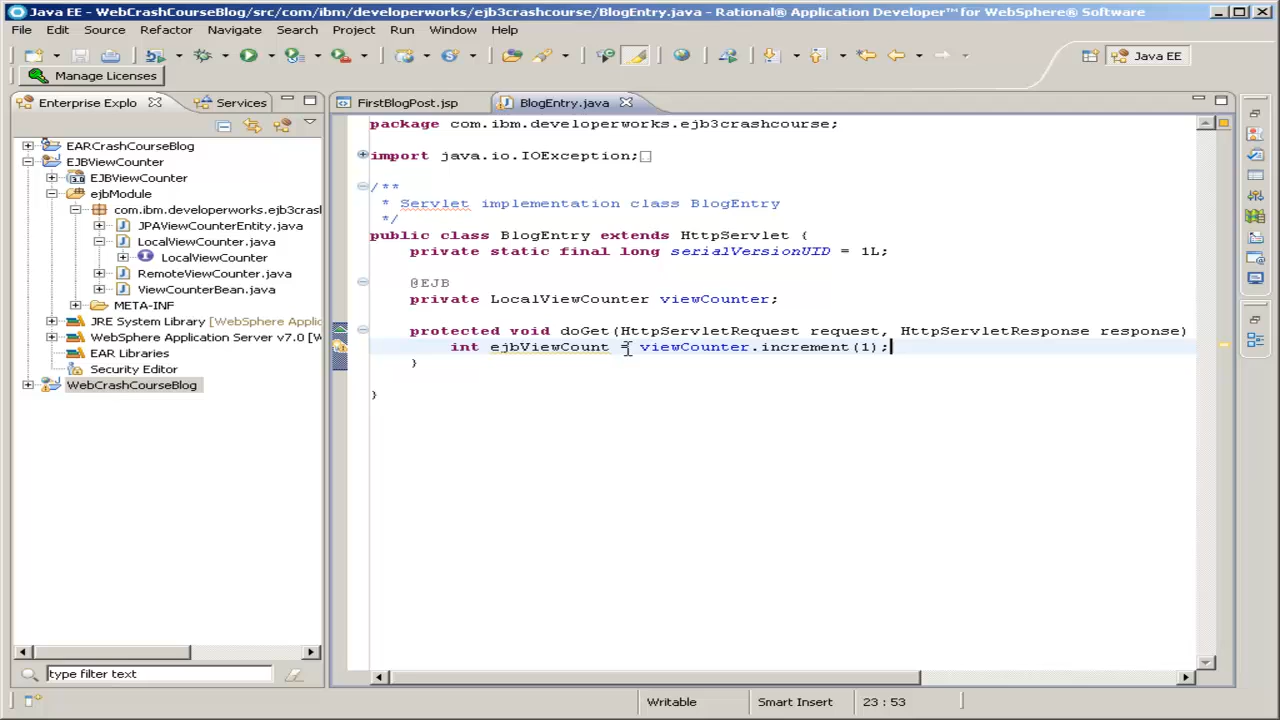 Java EE - WebCrashCourseBlog/src/com/ibm/developerworks/ejb3crashcourse/BlogEntry.java - Rational® Application Developer™ for WebSphere® Software
File Edit Source Refactor Navigate Search Project Run Window Help
Java EE
Manage Licenses
Enterprise Explo Services
FirstBlogPost.jsp BlogEntry.java
EARCrashCourseBlog
EJBViewCounter
EJBViewCounter
ejbModule
com.ibm.developerworks.ejb3crash
JPAViewCounterEntity.java
LocalViewCounter.java
LocalViewCounter
RemoteViewCounter.java
ViewCounterBean.java
META-INF
JRE System Library [WebSphere Applic
WebSphere Application Server v7.0 [W
EAR Libraries
Security Editor
WebCrashCourseBlog
type filter text
package com.ibm.developerworks.ejb3crashcourse;
import java.io.IOException;
/**
* Servlet implementation class BlogEntry
*/
public class BlogEntry extends HttpServlet {
private static final long serialVersionUID = 1L;
@EJB
private LocalViewCounter viewCounter;
protected void doGet(HttpServletRequest request, HttpServletResponse response)
int ejbViewCount = viewCounter.increment(1);
}
}
Writable Smart Insert 23 : 53